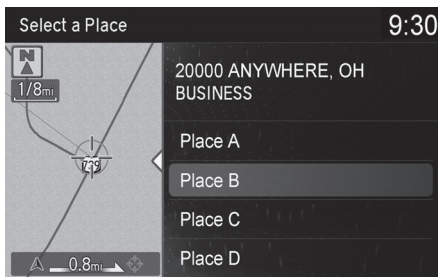 Select a Place
9:30
N
1/8mi
20000 ANYWHERE, OH
BUSINESS
Place A
Place B
Place C
Place D
0.8mi